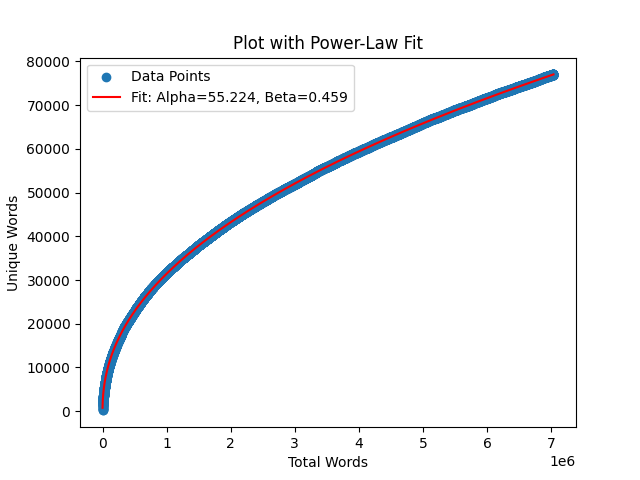 Plot with Power-Law Fit
80000
Data Points
Fit: Alpha=55.224, Beta=0.459
70000
60000
50000
40000
30000
20000
10000
0
Unique Words
0 1 2 3 4 5 6 7
1e6
Total Words